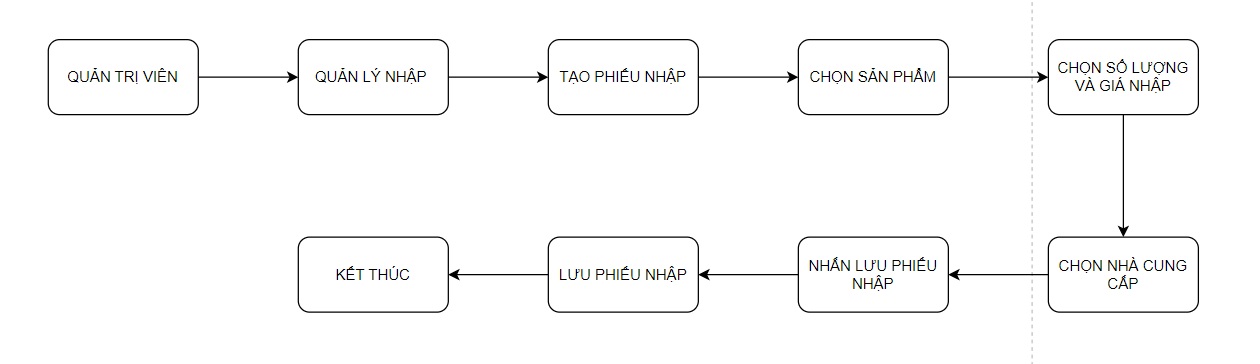 QUẢN TRỊ VIÊN
QUẢN LÝ NHẬP
TẠO PHIẾU NHẬP
CHỌN SẢN PHẨM
CHỌN SỐ LƯỢNG
VÀ GIÁ NHẬP
CHỌN NHÀ CUNG
CẤP
NHẤN LƯU PHIẾU
NHẬP
LƯU PHIẾU NHẬP
KẾT THÚC